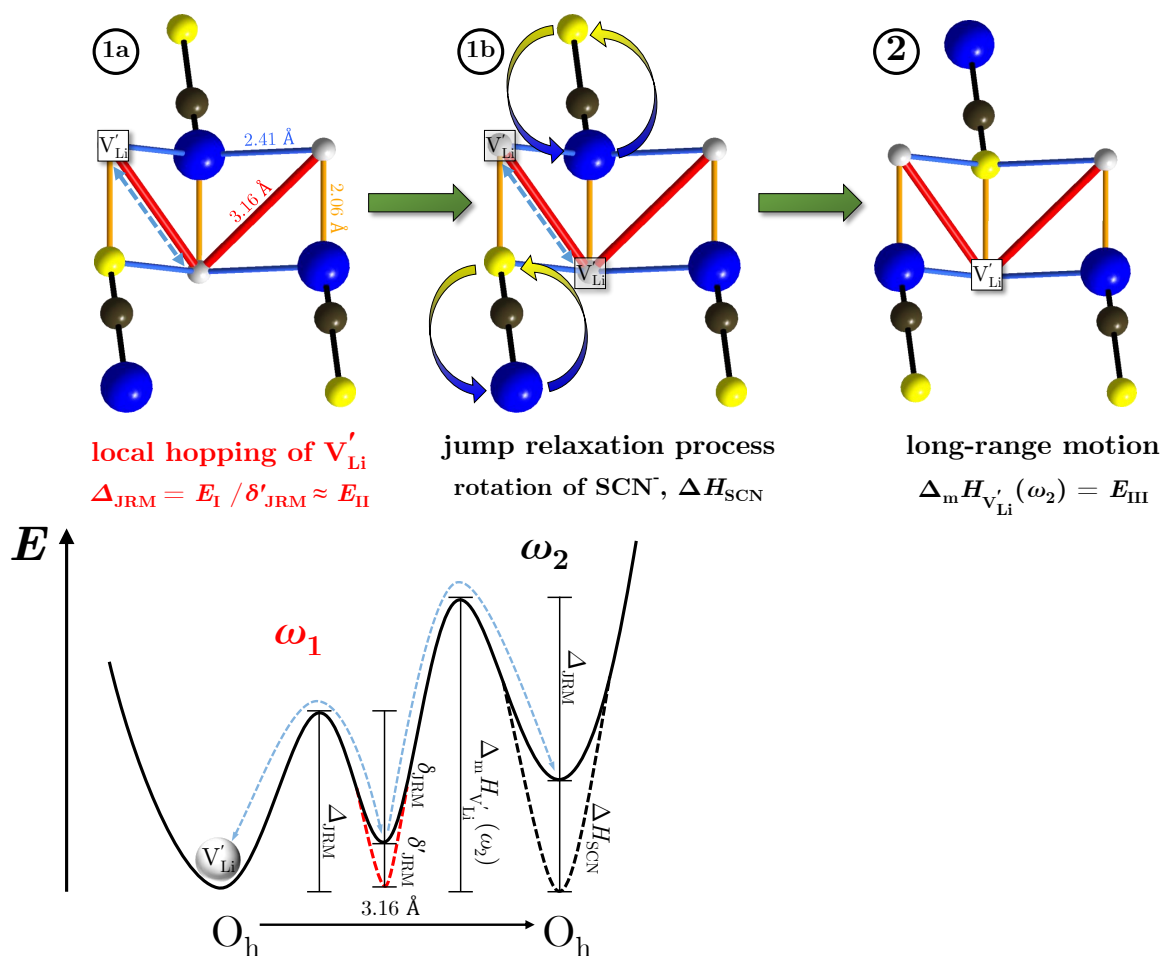 1a
1b
2
V′Li
2.41 Å
3.16 Å
2.06 Å
V′Li
V′Li
V′Li
local hopping of V′Li
ΔJRM = EI /δ′JRM ≈ EII
jump relaxation process
rotation of SCN-, ΔHSCN
long-range motion
ΔmHV′Li(ω2) = EIII
E
ω1
ω2
V′Li
ΔJRM
δJRM
δ′JRM
ΔmHV′Li (ω2)
ΔJRM
ΔHSCN
3.16 Å
Oh
Oh